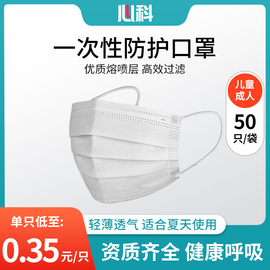 心科
一次性防护口罩
优质熔喷层 高效过滤
儿童
成人
50
只/袋
轻薄透气 适合夏天使用
单只低至:
0.35元/只
资质齐全 健康呼吸